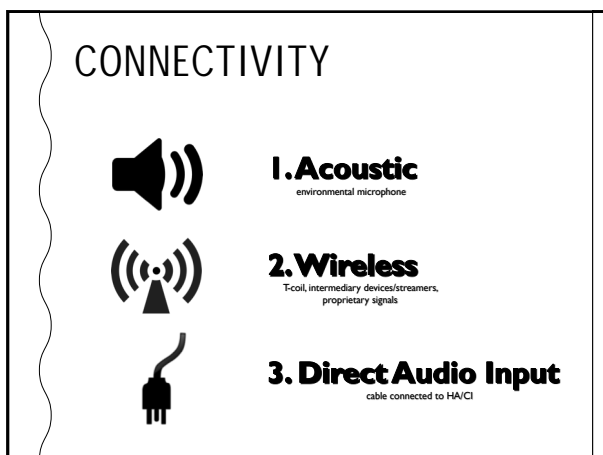 CONNECTIVITY
1. Acoustic
environmental microphone
2. Wireless
T-coil, intermediary devices/streamers,
proprietary signals
3. Direct Audio Input
cable connected to HA/CI